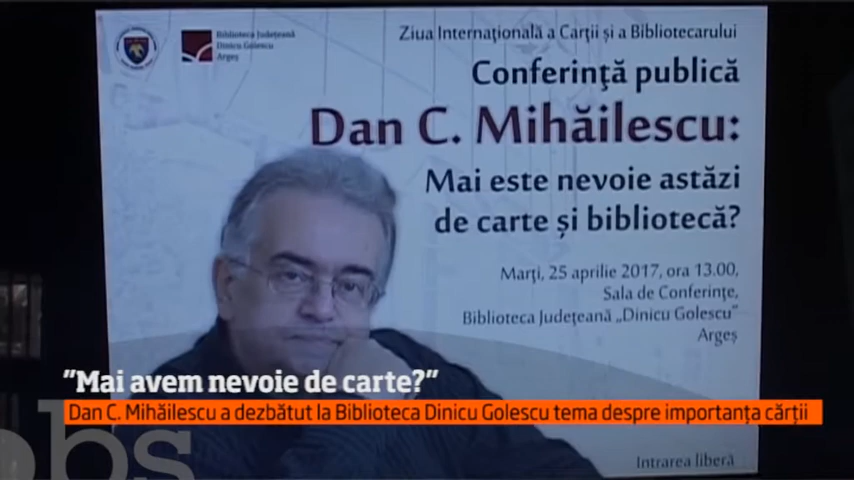 Biblioteca Județeană
Dinicu Golescu
Argeș
Ziua Internațională a Cărții și a Bibliotecarului
Conferinţă publică
Dan C. Mihăilescu:
Mai este nevoie astăzi
de carte și bibliotecă?
Marți, 25 aprilie 2017, ora 13.00,
Sala de Conferințe,
Biblioteca Județeană „Dinicu Golescu”
Argeș
”Mai avem nevoie de carte?”
Dan C. Mihăilescu a dezbătut la Biblioteca Dinicu Golescu tema despre importanța cărții
obs
Intrarea liberă